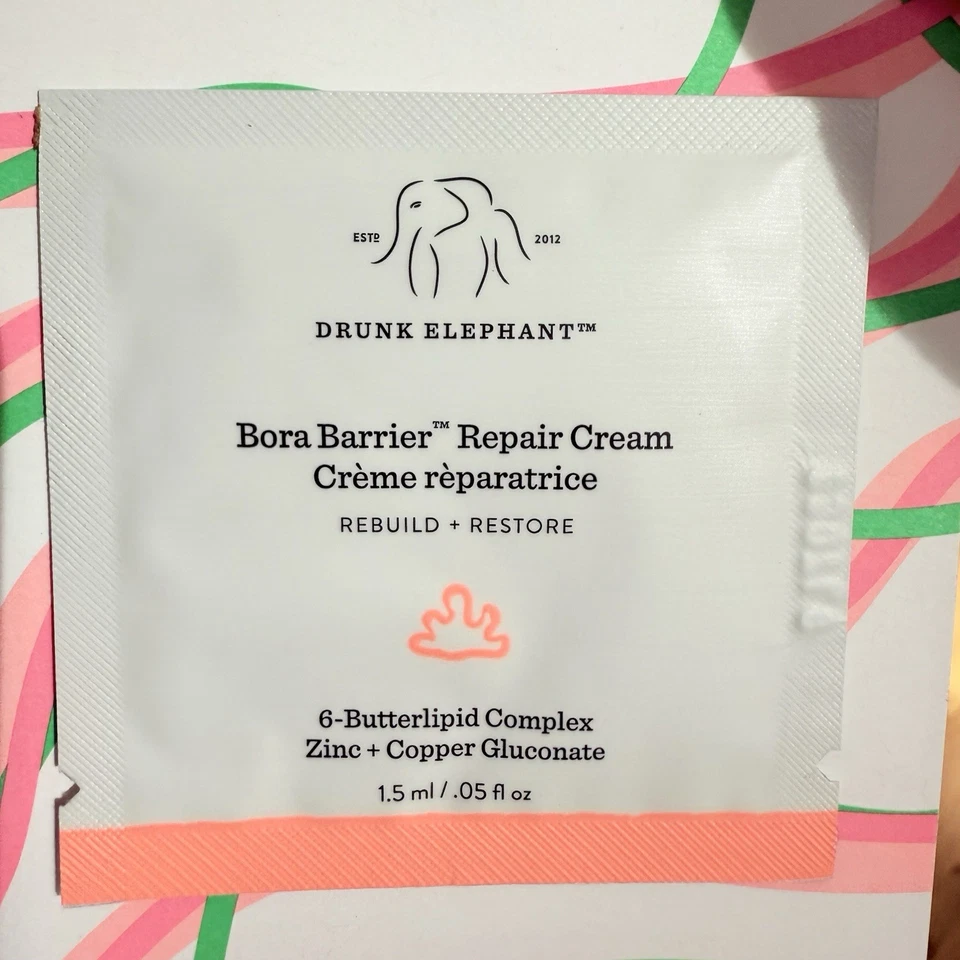 ESTD
2012
DRUNK ELEPHANT™
Bora Barrier™ Repair Cream
Crème rèparatrice
REBUILD + RESTORE
6-Butterlipid Complex
Zinc + Copper Gluconate
1.5 ml / .05 fl oz